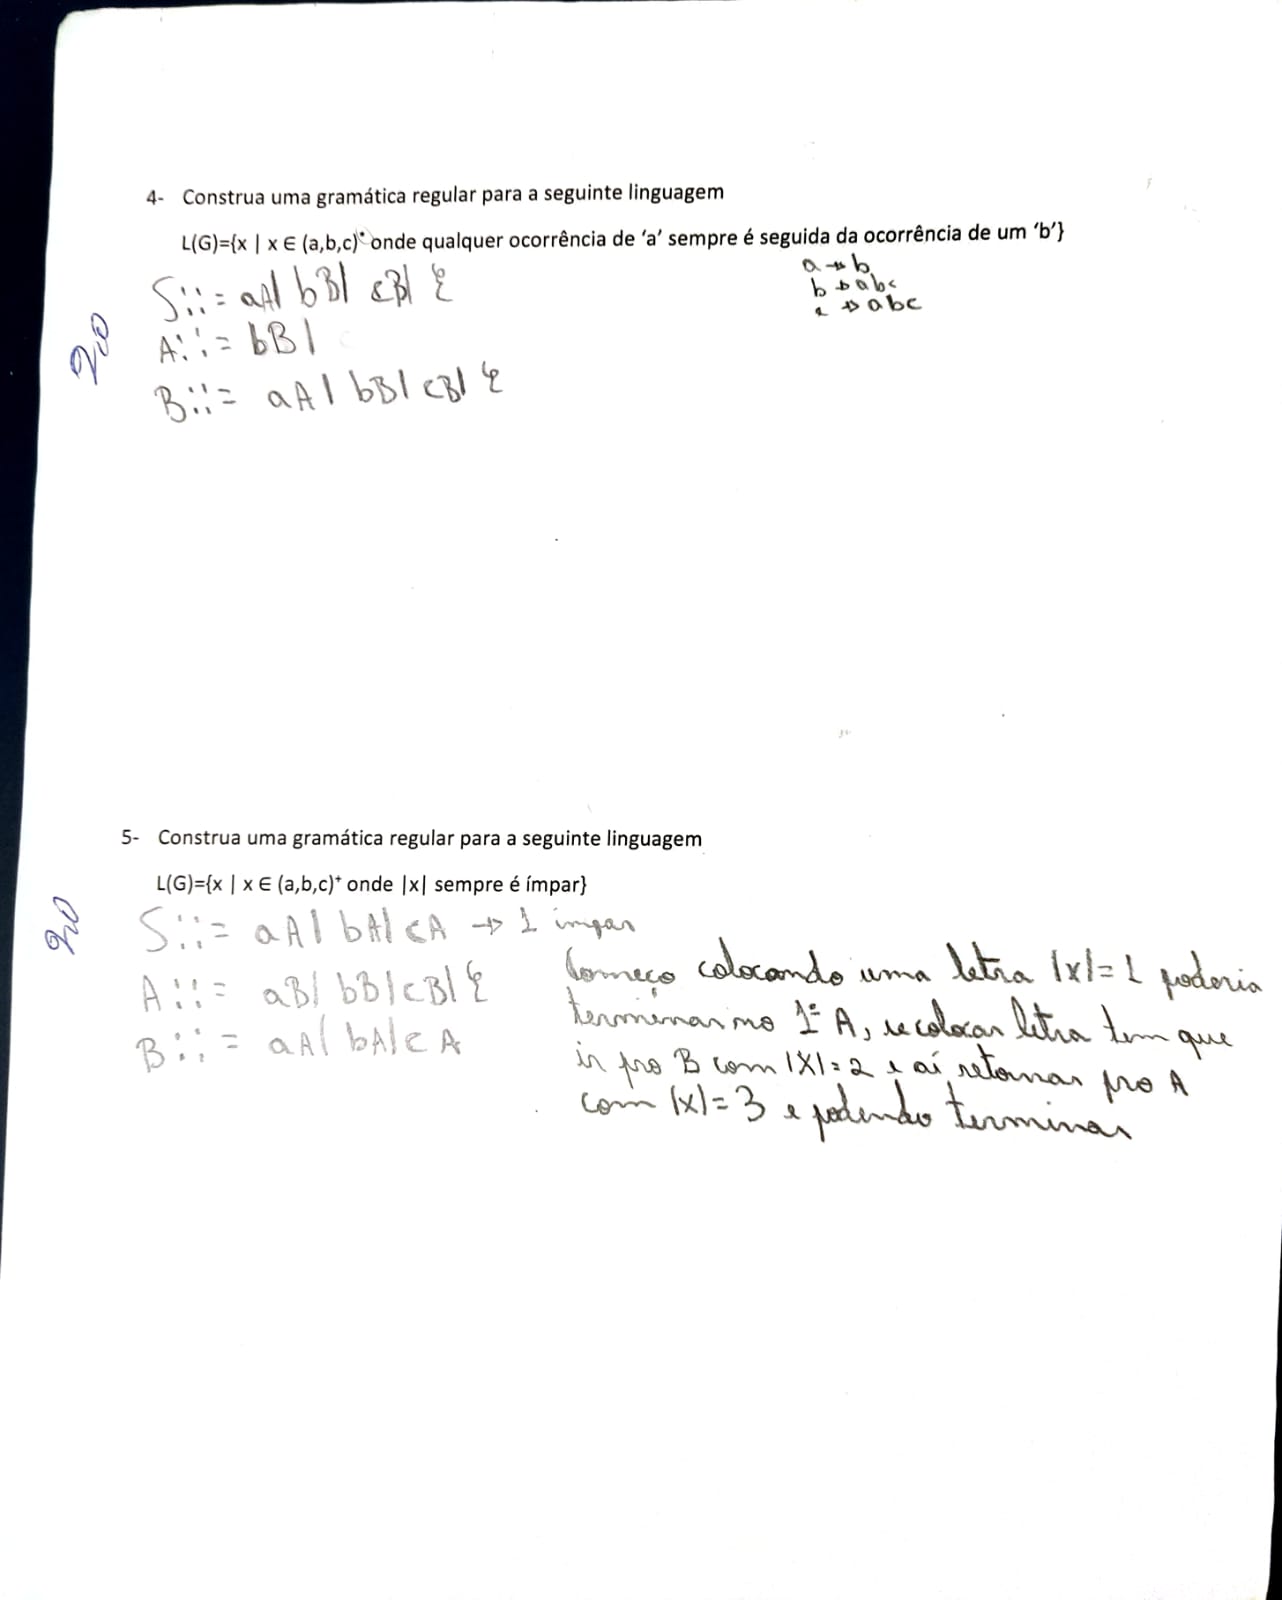 4- Construa uma gramática regular para a seguinte linguagem
L(G)={x | x ∈ (a,b,c)* onde qualquer ocorrência de 'a' sempre é seguida da ocorrência de um 'b'}
a → b
b → abc
c → abc
S::= aA| bB| cB| ε
A::= bB|
B::= aA| bB| cB| ε
2,0
5- Construa uma gramática regular para a seguinte linguagem
L(G)={x | x ∈ (a,b,c)⁺ onde |x| sempre é ímpar}
2,0
S::= aA| bA| cA → 1 impar
A::= aB| bB| cB| ε
B::= aA| bA| cA
Começo colocando uma letra |x|=1 poderia
terminar no 1º A, se colocar letra tem que
ir pro B com |X|=2 e aí retornar pro A
com |x|=3 e podendo terminar